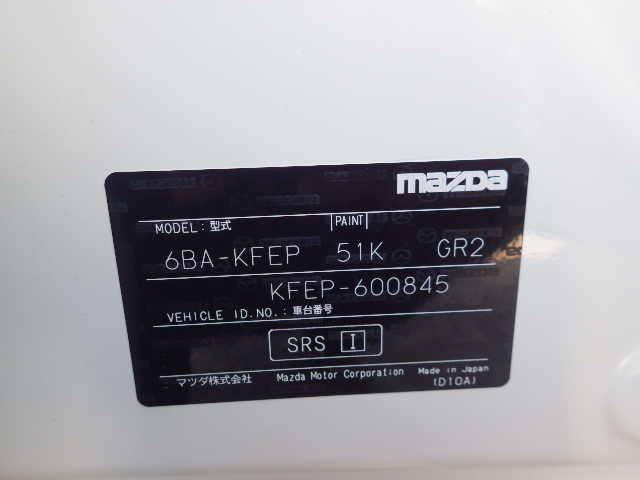 mazda
MODEL:型式 PAINT
6BA-KFEP 51K GR2
KFEP-600845
VEHICLE ID.NO.:車台番号
SRS I
マツダ株式会社 Mazda Motor Corporation Made in Japan
(D10A)